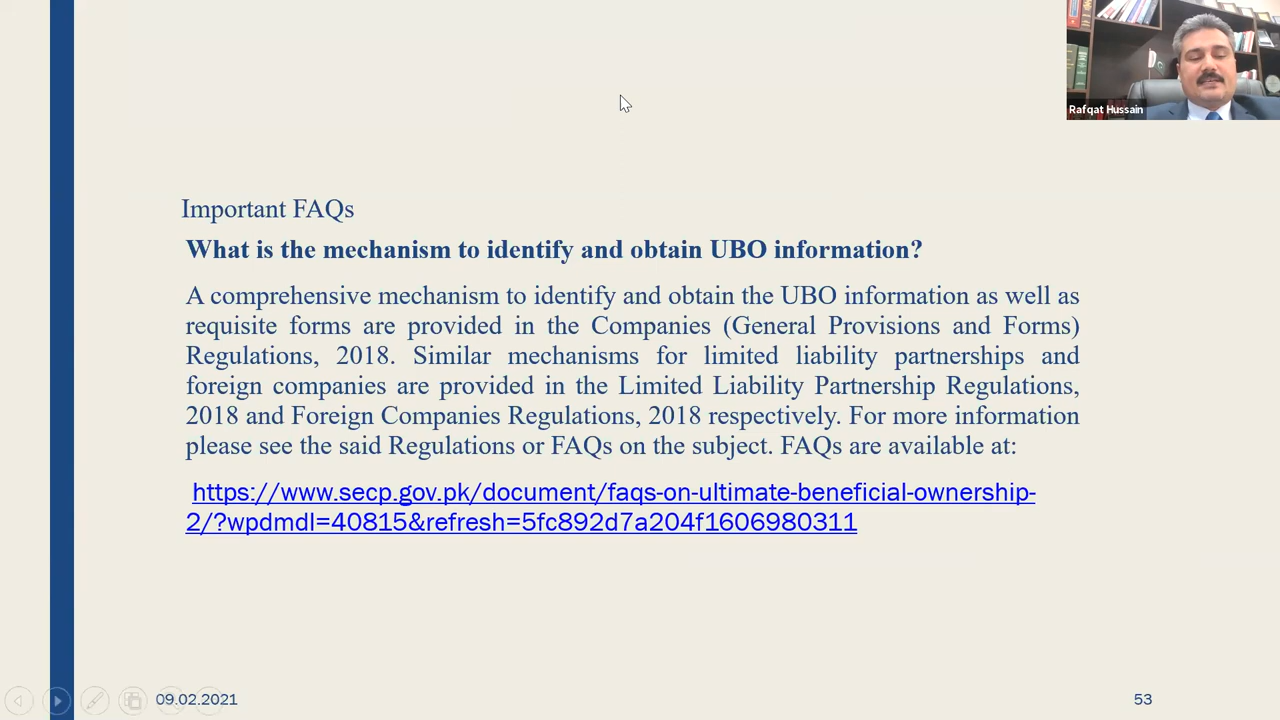 Rafqat Hussain
Important FAQs
What is the mechanism to identify and obtain UBO information?
A comprehensive mechanism to identify and obtain the UBO information as well as
requisite forms are provided in the Companies (General Provisions and Forms)
Regulations, 2018. Similar mechanisms for limited liability partnerships and
foreign companies are provided in the Limited Liability Partnership Regulations,
2018 and Foreign Companies Regulations, 2018 respectively. For more information
please see the said Regulations or FAQs on the subject. FAQs are available at:
https://www.secp.gov.pk/document/faqs-on-ultimate-beneficial-ownership-
2/?wpdmdl=40815&refresh=5fc892d7a204f1606980311
09.02.2021
53